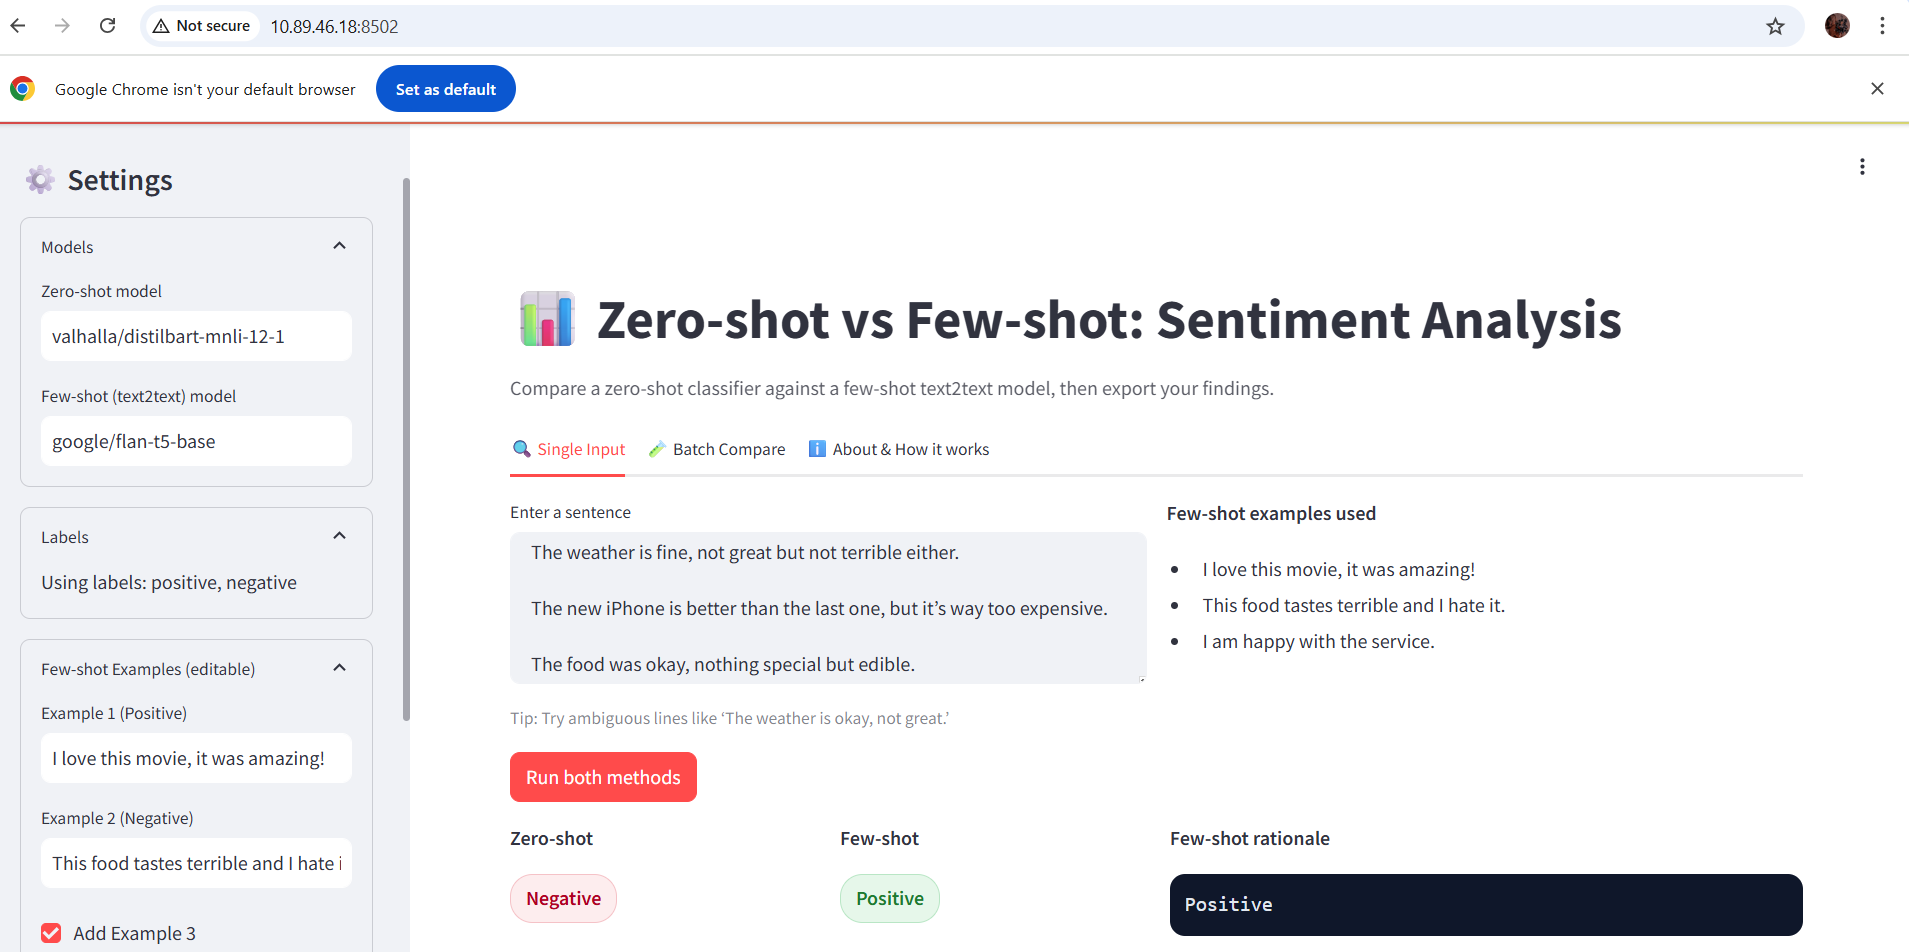 Not secure
10.89.46.18:8502
Google Chrome isn't your default browser
Set as default
Settings
Models
Zero-shot model
valhalla/distilbart-mnli-12-1
Few-shot (text2text) model
google/flan-t5-base
Labels
Using labels: positive, negative
Few-shot Examples (editable)
Example 1 (Positive)
I love this movie, it was amazing!
Example 2 (Negative)
This food tastes terrible and I hate i
Add Example 3
Zero-shot vs Few-shot: Sentiment Analysis
Compare a zero-shot classifier against a few-shot text2text model, then export your findings.
Single Input
Batch Compare
About & How it works
Enter a sentence
The weather is fine, not great but not terrible either.
The new iPhone is better than the last one, but it’s way too expensive.
The food was okay, nothing special but edible.
Few-shot examples used
I love this movie, it was amazing!
This food tastes terrible and I hate it.
I am happy with the service.
Tip: Try ambiguous lines like ‘The weather is okay, not great.’
Run both methods
Zero-shot
Negative
Few-shot
Positive
Few-shot rationale
Positive